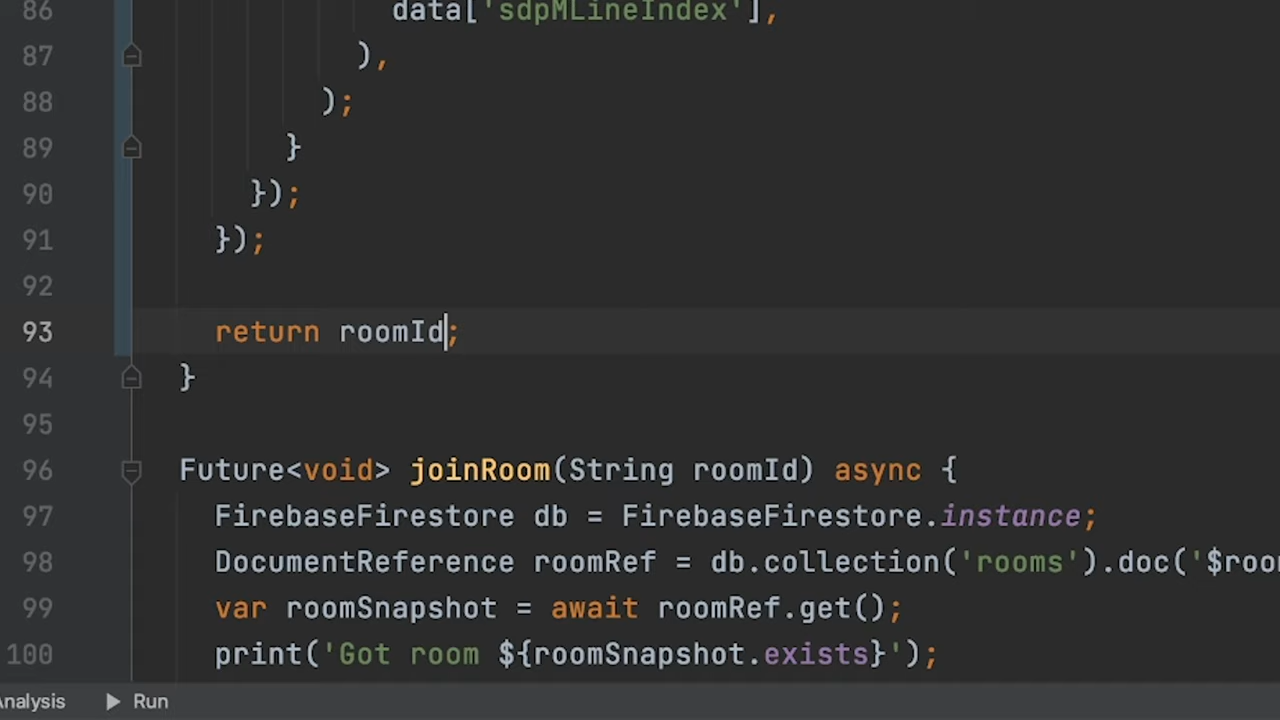 86 data['sdpMLineIndex'],
87 ),
88 );
89 }
90 });
91 });
92
93 return roomId;
94 }
95
96 Future<void> joinRoom(String roomId) async {
97 FirebaseFirestore db = FirebaseFirestore.instance;
98 DocumentReference roomRef = db.collection('rooms').doc('$roo
99 var roomSnapshot = await roomRef.get();
100 print('Got room ${roomSnapshot.exists}');
Analysis Run